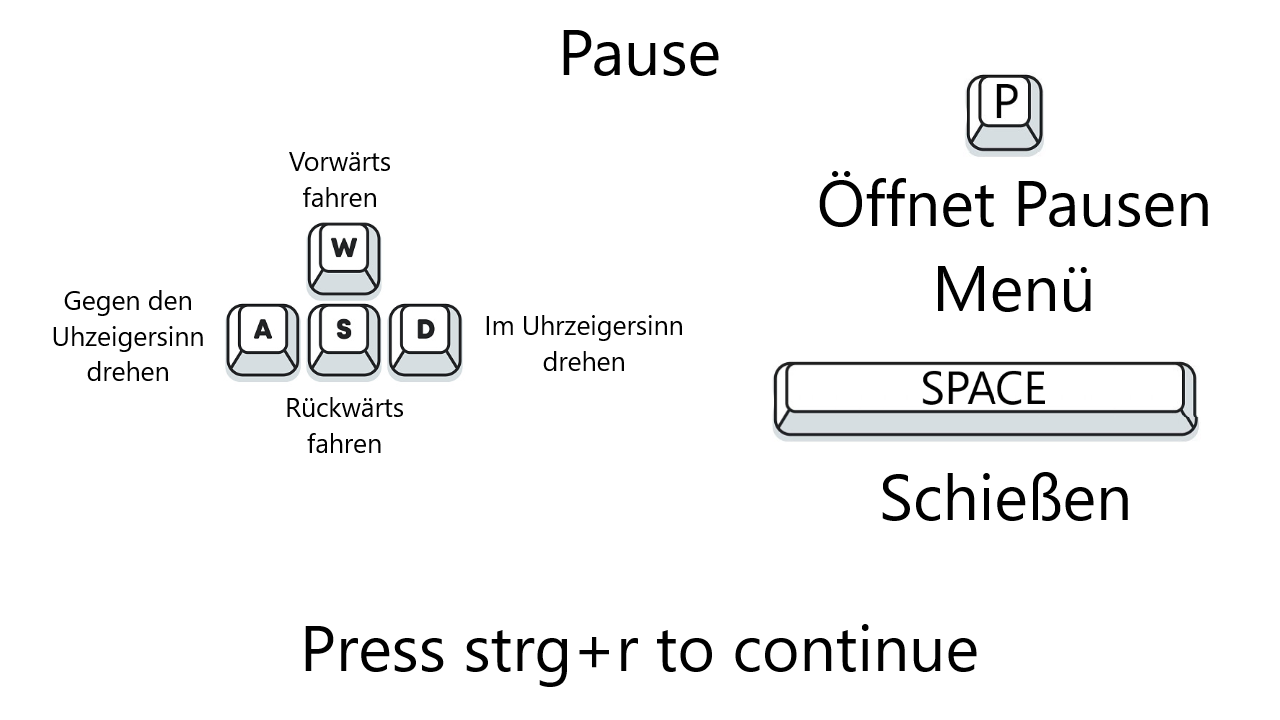 Pause
P
Öffnet Pausen
Menü
Vorwärts
fahren
W
Gegen den
Uhzeigersinn
drehen
A
S
D
Im Uhrzeigersinn
drehen
Rückwärts
fahren
SPACE
Schießen
Press strg+r to continue